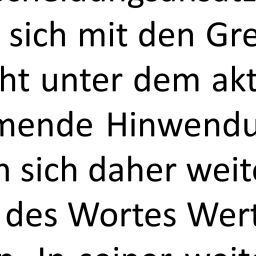 sich mit den Gre
ht unter dem akt
mende Hinwendu
n sich daher weite
des Wortes Wert